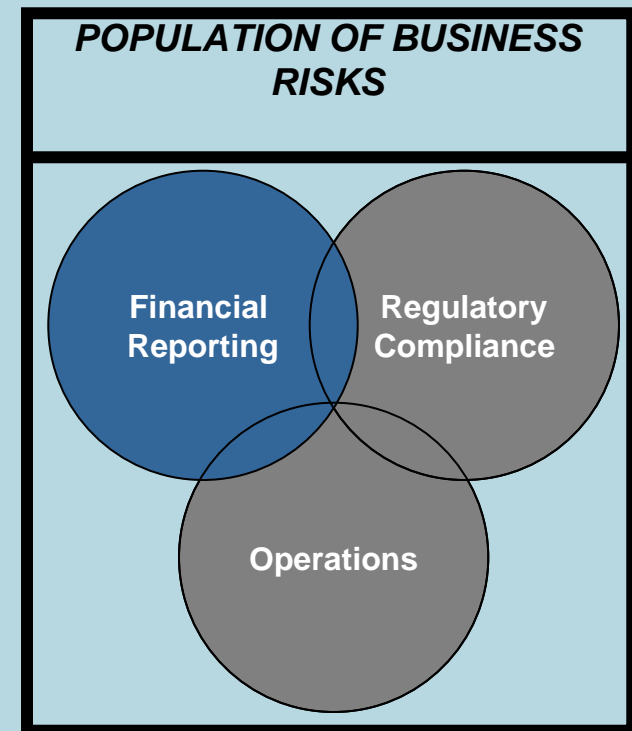 POPULATION OF BUSINESS
RISKS
Financial
Reporting
Regulatory
Compliance
Operations